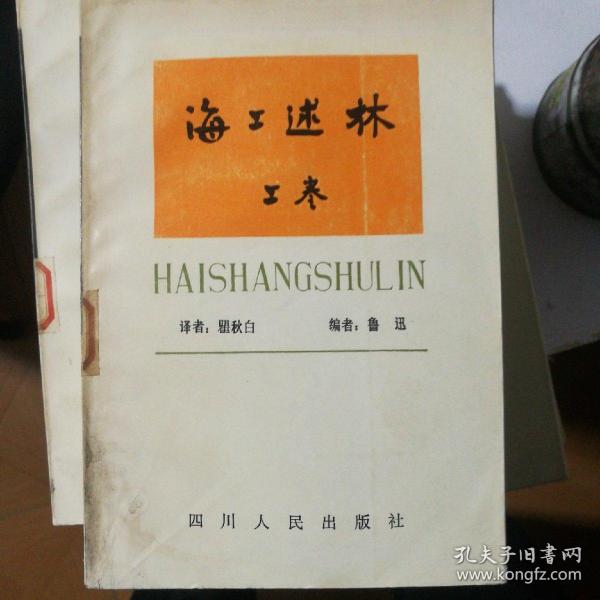 海上述林
上卷
HAISHANGSHULIN
译者：瞿秋白 编者：鲁迅
四川人民出版社
孔夫子旧書网
www.kongfz.com